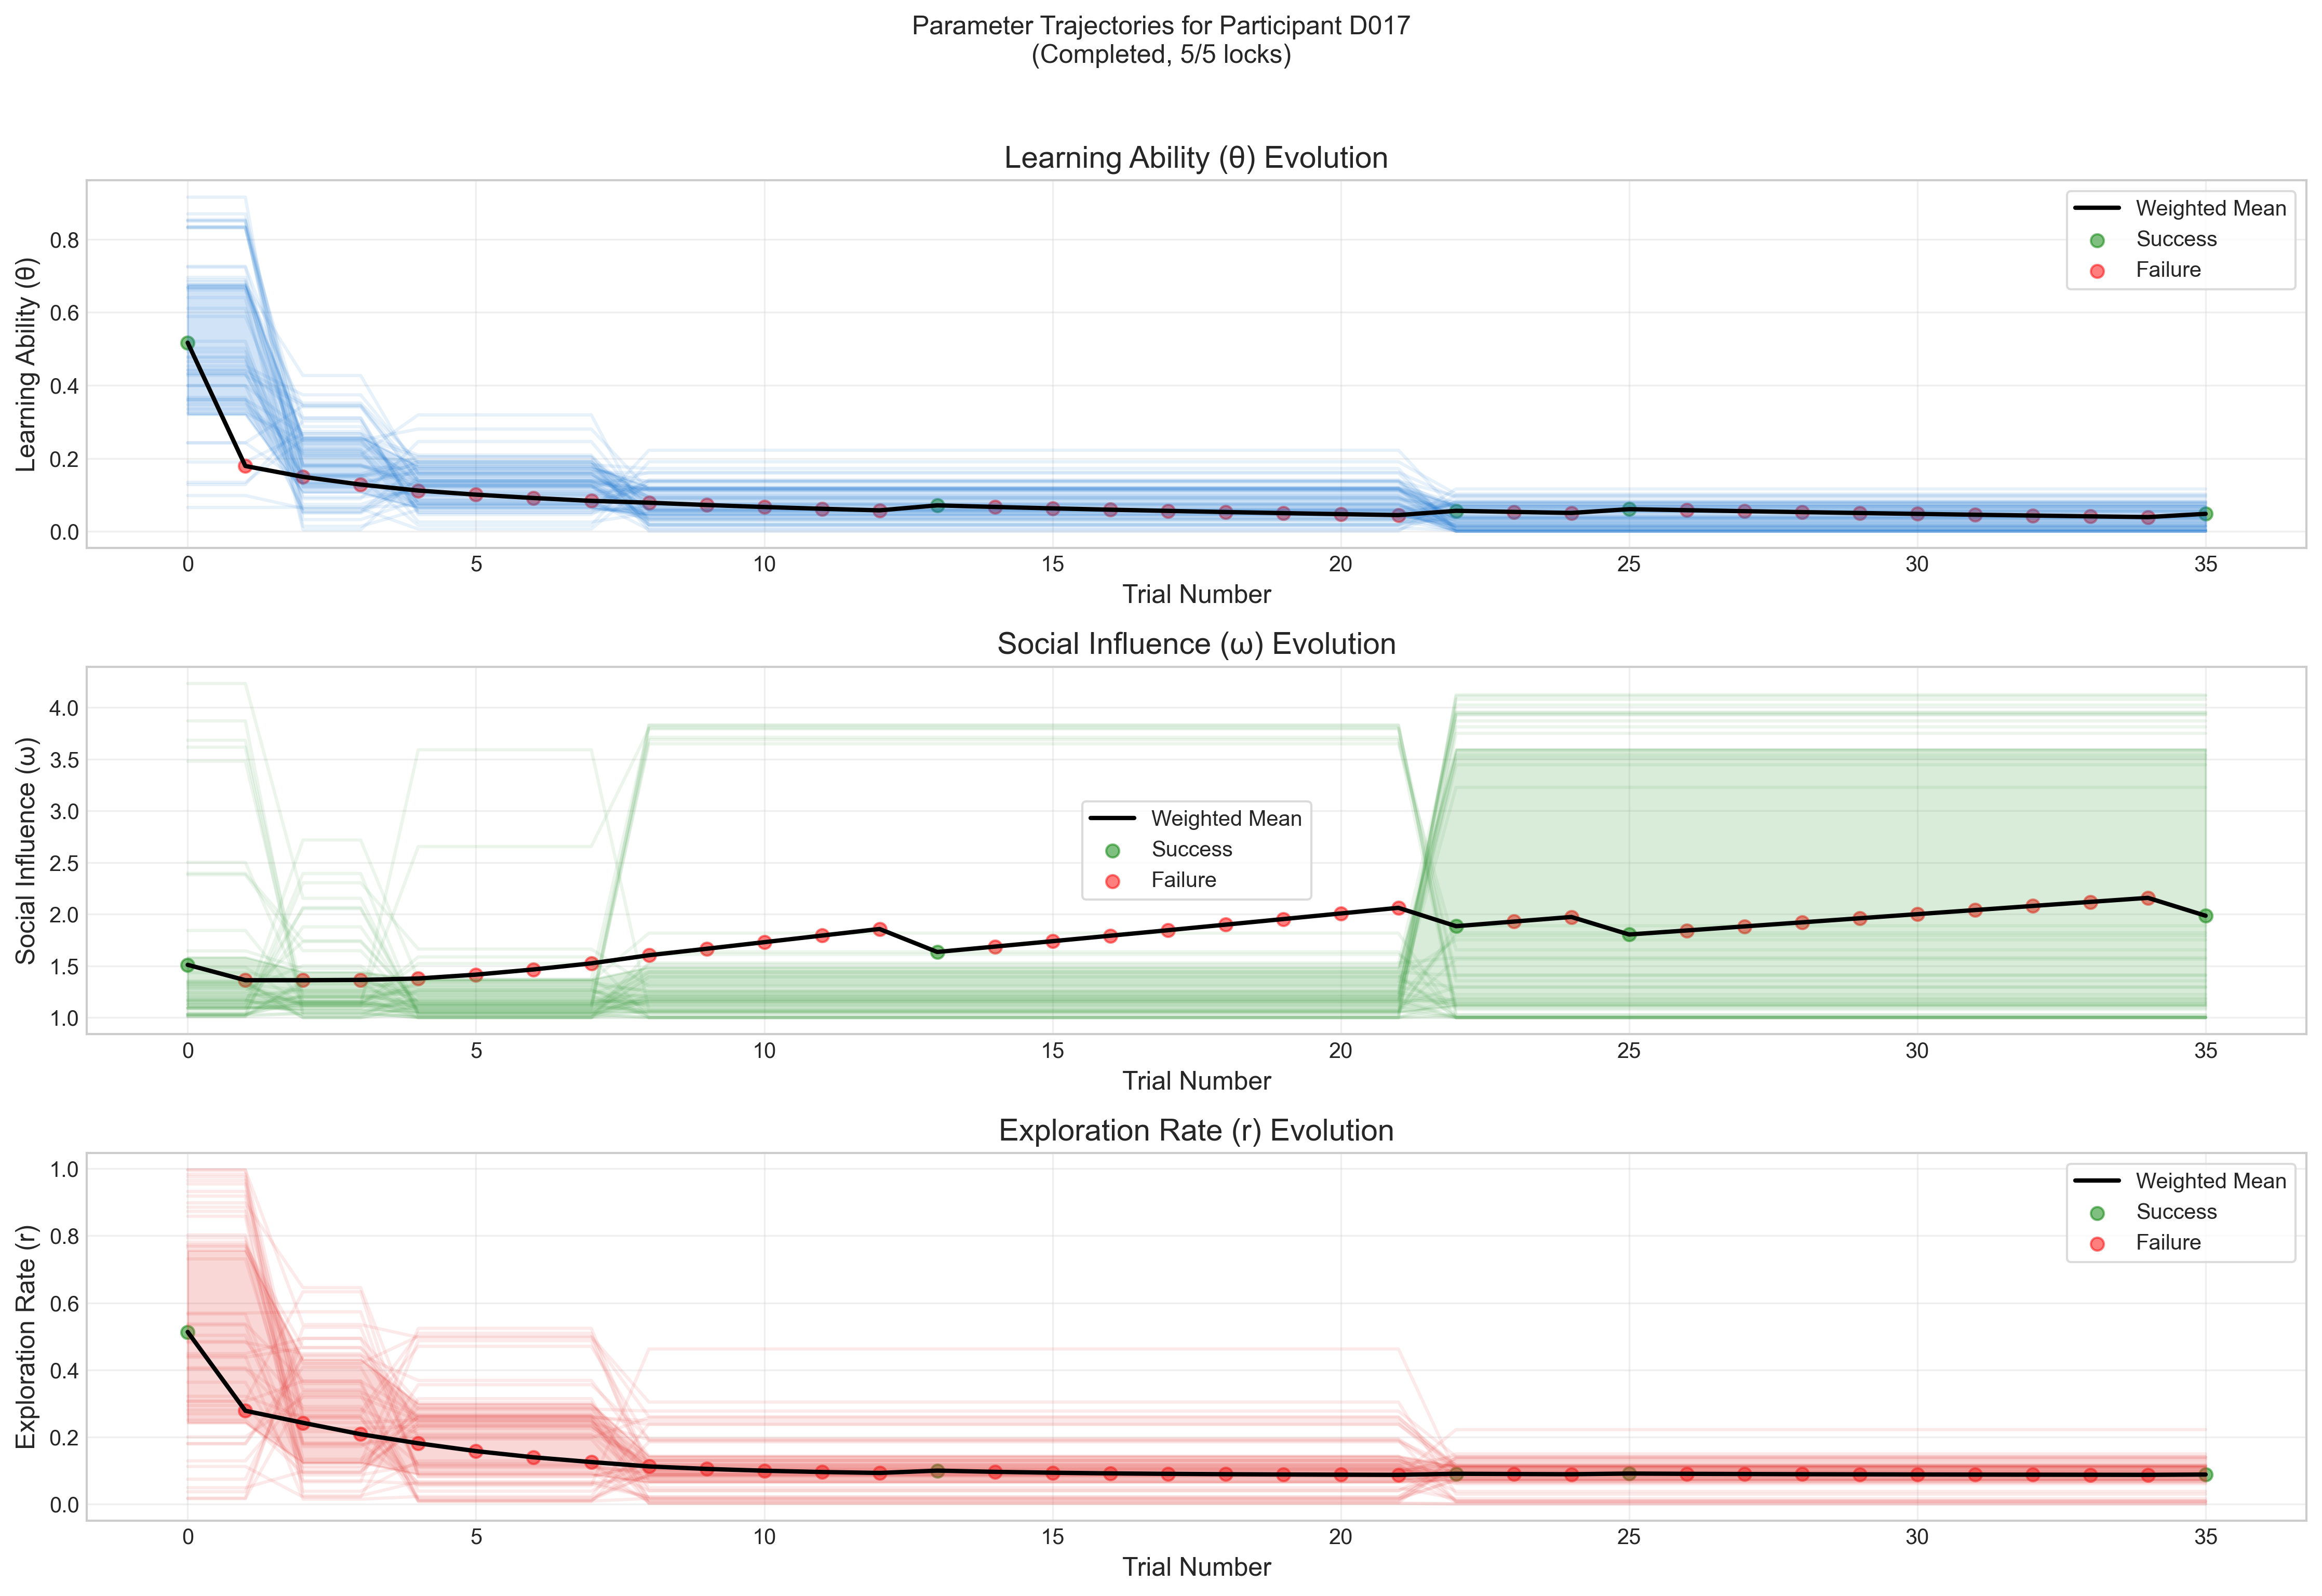 Parameter Trajectories for Participant D017
(Completed, 5/5 locks)
Learning Ability (θ) Evolution
Learning Ability (θ)
0.8
0.6
0.4
0.2
0.0
Weighted Mean
Success
Failure
0 5 10 15 20 25 30 35
Trial Number
Social Influence (ω) Evolution
Social Influence (ω)
4.0
3.5
3.0
2.5
2.0
1.5
1.0
Weighted Mean
Success
Failure
0 5 10 15 20 25 30 35
Trial Number
Exploration Rate (r) Evolution
Exploration Rate (r)
1.0
0.8
0.6
0.4
0.2
0.0
Weighted Mean
Success
Failure
0 5 10 15 20 25 30 35
Trial Number